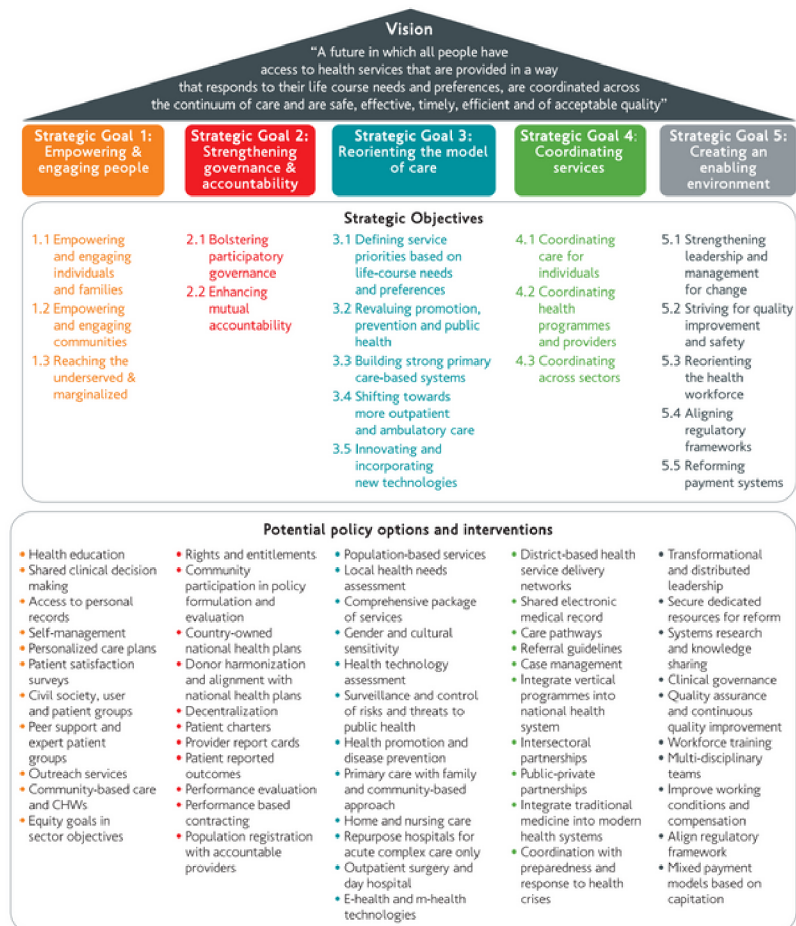 Vision
“A future in which all people have
access to health services that are provided in a way
that responds to their life course needs and preferences, are coordinated across
the continuum of care and are safe, effective, timely, efficient and of acceptable quality”
Strategic Goal 1:
Empowering &
engaging people
Strategic Goal 2:
Strengthening
governance &
accountability
Strategic Goal 3:
Reorienting the model
of care
Strategic Goal 4:
Coordinating
services
Strategic Goal 5:
Creating an
enabling
environment
Strategic Objectives
1.1 Empowering
and engaging
individuals
and families
1.2 Empowering
and engaging
communities
1.3 Reaching the
underserved &
marginalized
2.1 Bolstering
participatory
governance
2.2 Enhancing
mutual
accountability
3.1 Defining service
priorities based on
life-course needs
and preferences
3.2 Revaluing promotion,
prevention and public
health
3.3 Building strong primary
care-based systems
3.4 Shifting towards
more outpatient
and ambulatory care
3.5 Innovating and
incorporating
new technologies
4.1 Coordinating
care for
individuals
4.2 Coordinating
health
programmes
and providers
4.3 Coordinating
across sectors
5.1 Strengthening
leadership and
management
for change
5.2 Striving for quality
improvement
and safety
5.3 Reorienting
the health
workforce
5.4 Aligning
regulatory
frameworks
5.5 Reforming
payment systems
Potential policy options and interventions
• Health education
• Shared clinical decision
making
• Access to personal
records
• Self-management
• Personalized care plans
• Patient satisfaction
surveys
• Civil society, user
and patient groups
• Peer support and
expert patient
groups
• Outreach services
• Community-based care
and CHWs
• Equity goals in
sector objectives
• Rights and entitlements
• Community
participation in policy
formulation and
evaluation
• Country-owned
national health plans
• Donor harmonization
and alignment with
national health plans
• Decentralization
• Patient charters
• Provider report cards
• Patient reported
outcomes
• Performance evaluation
• Performance based
contracting
• Population registration
with accountable
providers
• Population-based services
• Local health needs
assessment
• Comprehensive package
of services
• Gender and cultural
sensitivity
• Health technology
assessment
• Surveillance and control
of risks and threats to
public health
• Health promotion and
disease prevention
• Primary care with family
and community-based
approach
• Home and nursing care
• Repurpose hospitals for
acute complex care only
• Outpatient surgery and
day hospital
• E-health and m-health
technologies
• District-based health
service delivery
networks
• Shared electronic
medical record
• Care pathways
• Referral guidelines
• Case management
• Integrate vertical
programmes into
national health
system
• Intersectoral
partnerships
• Public-private
partnerships
• Integrate traditional
medicine into modern
health systems
• Coordination with
preparedness and
response to health
crises
• Transformational
and distributed
leadership
• Secure dedicated
resources for reform
• Systems research
and knowledge
sharing
• Clinical governance
• Quality assurance
and continuous
quality improvement
• Workforce training
• Multi-disciplinary
teams
• Improve working
conditions and
compensation
• Align regulatory
framework
• Mixed payment
models based on
capitation